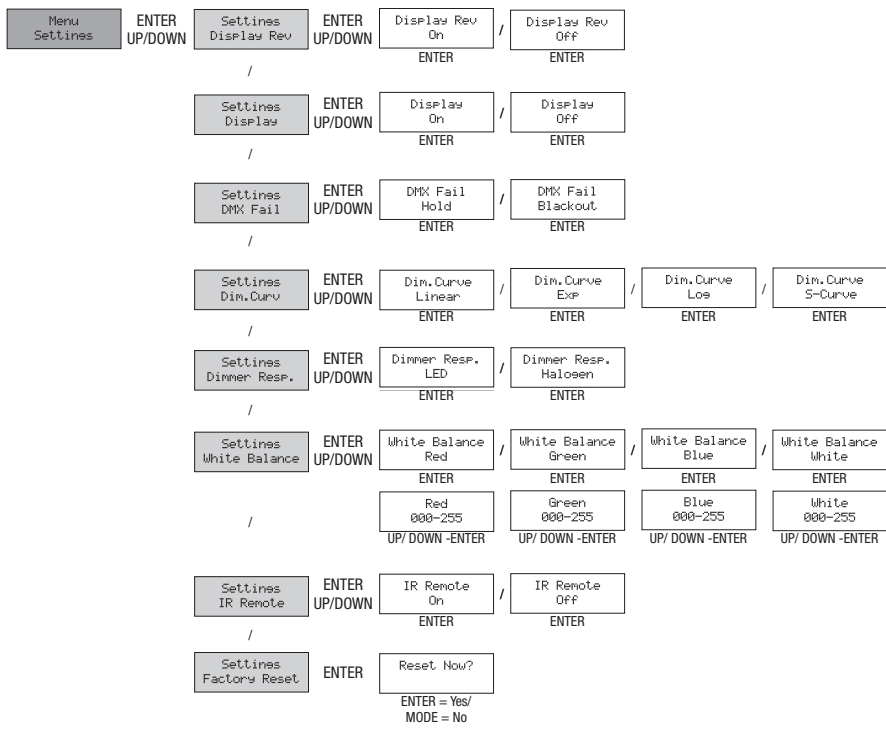 Menu
Settings
ENTER
UP/DOWN
Settings
Display Rev
ENTER
UP/DOWN
Display Rev
On
ENTER
/
Display Rev
Off
ENTER
/
Settings
Display
ENTER
UP/DOWN
Display
On
ENTER
/
Display
Off
ENTER
/
Settings
DMX Fail
ENTER
UP/DOWN
DMX Fail
Hold
ENTER
/
DMX Fail
Blackout
ENTER
/
Settings
Dim.Curv
ENTER
UP/DOWN
Dim.Curve
Linear
ENTER
/
Dim.Curve
Exp
ENTER
/
Dim.Curve
Log
ENTER
/
Dim.Curve
S-Curve
ENTER
/
Settings
Dimmer Resp.
ENTER
UP/DOWN
Dimmer Resp.
LED
ENTER
/
Dimmer Resp.
Halogen
ENTER
/
Settings
White Balance
ENTER
UP/DOWN
White Balance
Red
ENTER
/
White Balance
Green
ENTER
/
White Balance
Blue
ENTER
/
White Balance
White
ENTER
/
Red
000-255
UP/ DOWN -ENTER
Green
000-255
UP/ DOWN -ENTER
Blue
000-255
UP/ DOWN -ENTER
White
000-255
UP/ DOWN -ENTER
Settings
IR Remote
ENTER
UP/DOWN
IR Remote
On
ENTER
/
IR Remote
Off
ENTER
/
Settings
Factory Reset
ENTER
Reset Now?
ENTER = Yes/
MODE = No